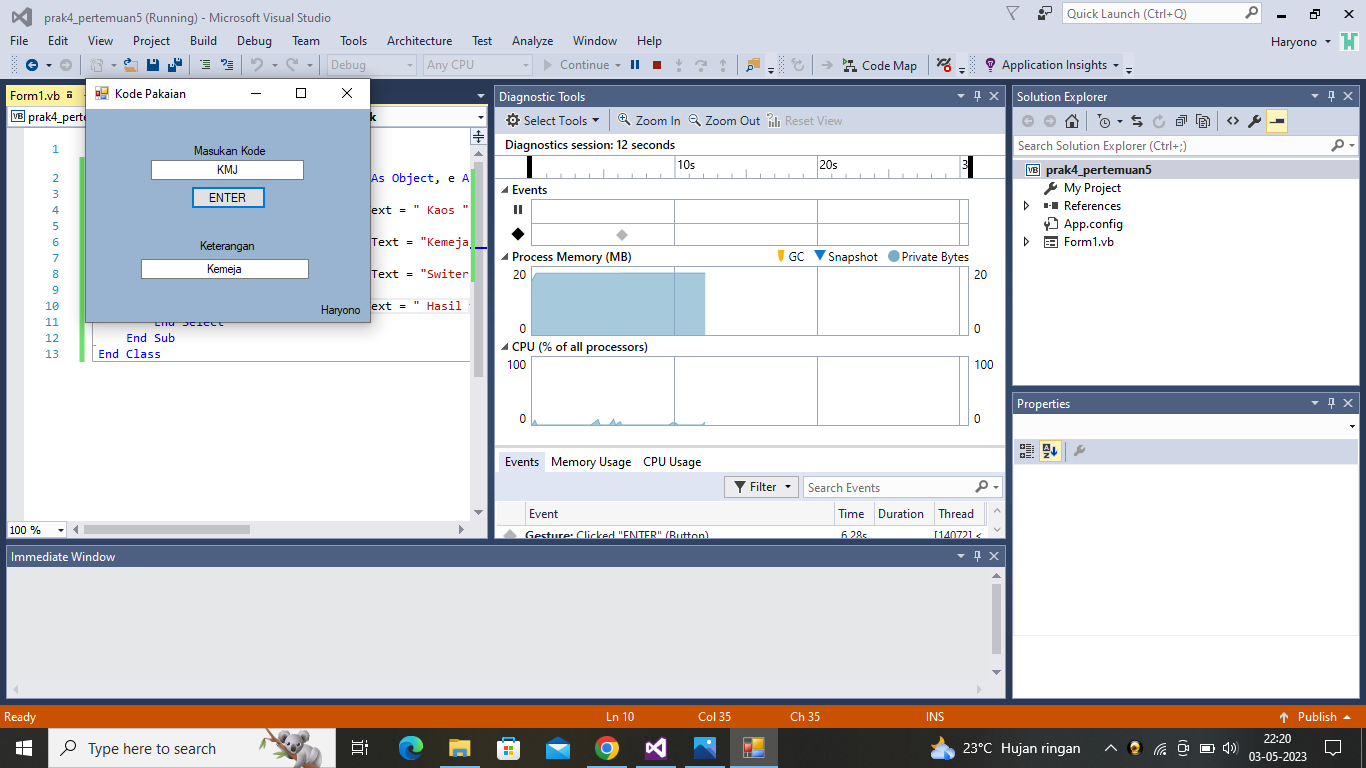 prak4_pertemuan5 (Running) - Microsoft Visual Studio
Quick Launch (Ctrl+Q)
File Edit View Project Build Debug Team Tools Architecture Test Analyze Window Help
Haryono
Debug Any CPU Continue Code Map Application Insights
Form1.vb
VB prak4_perte
k
Kode Pakaian
Masukan Kode
KMJ
ENTER
Keterangan
Kemeja
Haryono
1
2 As Object, e A
3
4 ext = " Kaos "
5
6 Text = "Kemeja
7
8 Text = "Switer
9
10 ext = " Hasil
11 End Select
12 End Sub
13 End Class
100 %
Diagnostic Tools
Select Tools Zoom In Zoom Out Reset View
Diagnostics session: 12 seconds
10s 20s 3
Events
Process Memory (MB) GC Snapshot Private Bytes
20 20
0 0
CPU (% of all processors)
100 100
0 0
Events Memory Usage CPU Usage
Filter Search Events
Event Time Duration Thread
Gesture: Clicked "ENTER" (Button) 6.28s [14072] <
Solution Explorer
Search Solution Explorer (Ctrl+;)
VB prak4_pertemuan5
My Project
References
App.config
Form1.vb
Properties
Immediate Window
Ready Ln 10 Col 35 Ch 35 INS Publish
Type here to search
23°C Hujan ringan
22:20
03-05-2023